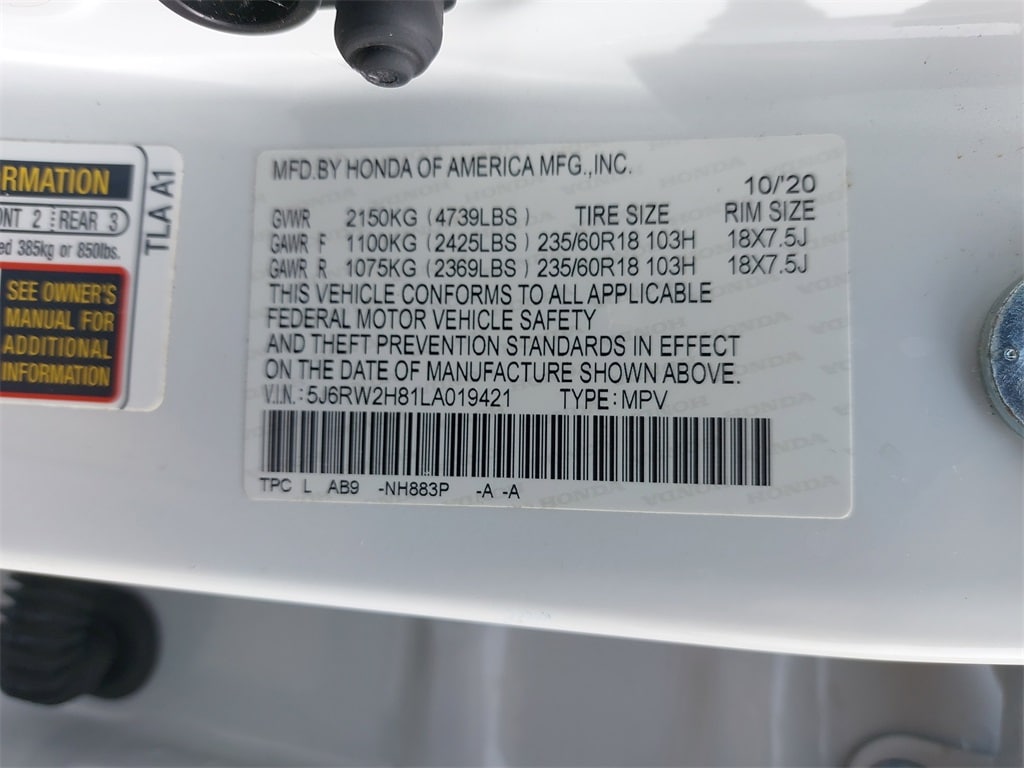 RMATION
NT 2 REAR 3
ed 385kg or 850lbs.
SEE OWNER'S
MANUAL FOR
ADDITIONAL
INFORMATION
TLA A1
MFD.BY HONDA OF AMERICA MFG.,INC.
10/'20
GVWR 2150KG (4739LBS) TIRE SIZE RIM SIZE
GAWR F 1100KG (2425LBS) 235/60R18 103H 18X7.5J
GAWR R 1075KG (2369LBS) 235/60R18 103H 18X7.5J
THIS VEHICLE CONFORMS TO ALL APPLICABLE
FEDERAL MOTOR VEHICLE SAFETY
AND THEFT PREVENTION STANDARDS IN EFFECT
ON THE DATE OF MANUFACTURE SHOWN ABOVE.
V.I.N.: 5J6RW2H81LA019421 TYPE: MPV
TPC L AB9 -NH883P -A -A